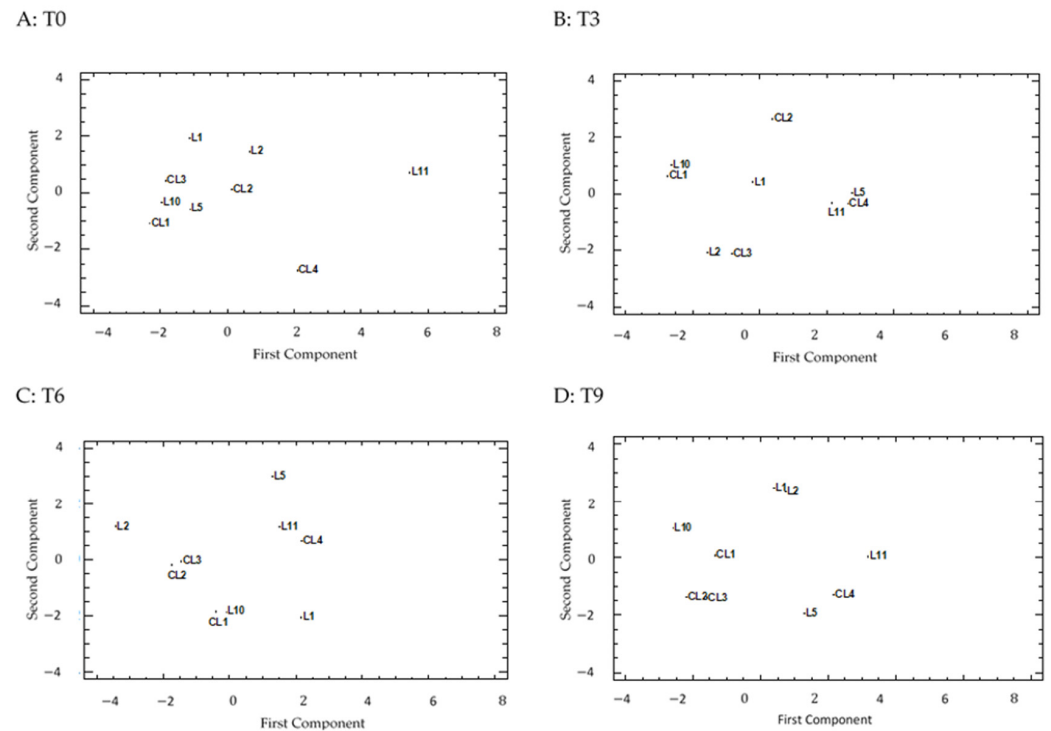 A: T0
B: T3
4
2
0
−2
−4
Second Component
L1
L2
L11
CL3
CL2
L10
L5
CL1
CL4
−4 −2 0 2 4 6 8
First Component
4
2
0
−2
−4
Second Component
CL2
L10
CL1
L1
L5
CL4
L11
L2
CL3
−4 −2 0 2 4 6 8
First Component
C: T6
D: T9
4
2
0
−2
−4
Second Component
L5
L2
L11
CL4
CL3
CL2
L10
CL1
L1
−4 −2 0 2 4 6 8
First Component
4
2
0
−2
−4
Second Component
L1 L2
L10
CL1
L11
CL2 CL3
CL4
L5
−4 −2 0 2 4 6 8
First Component